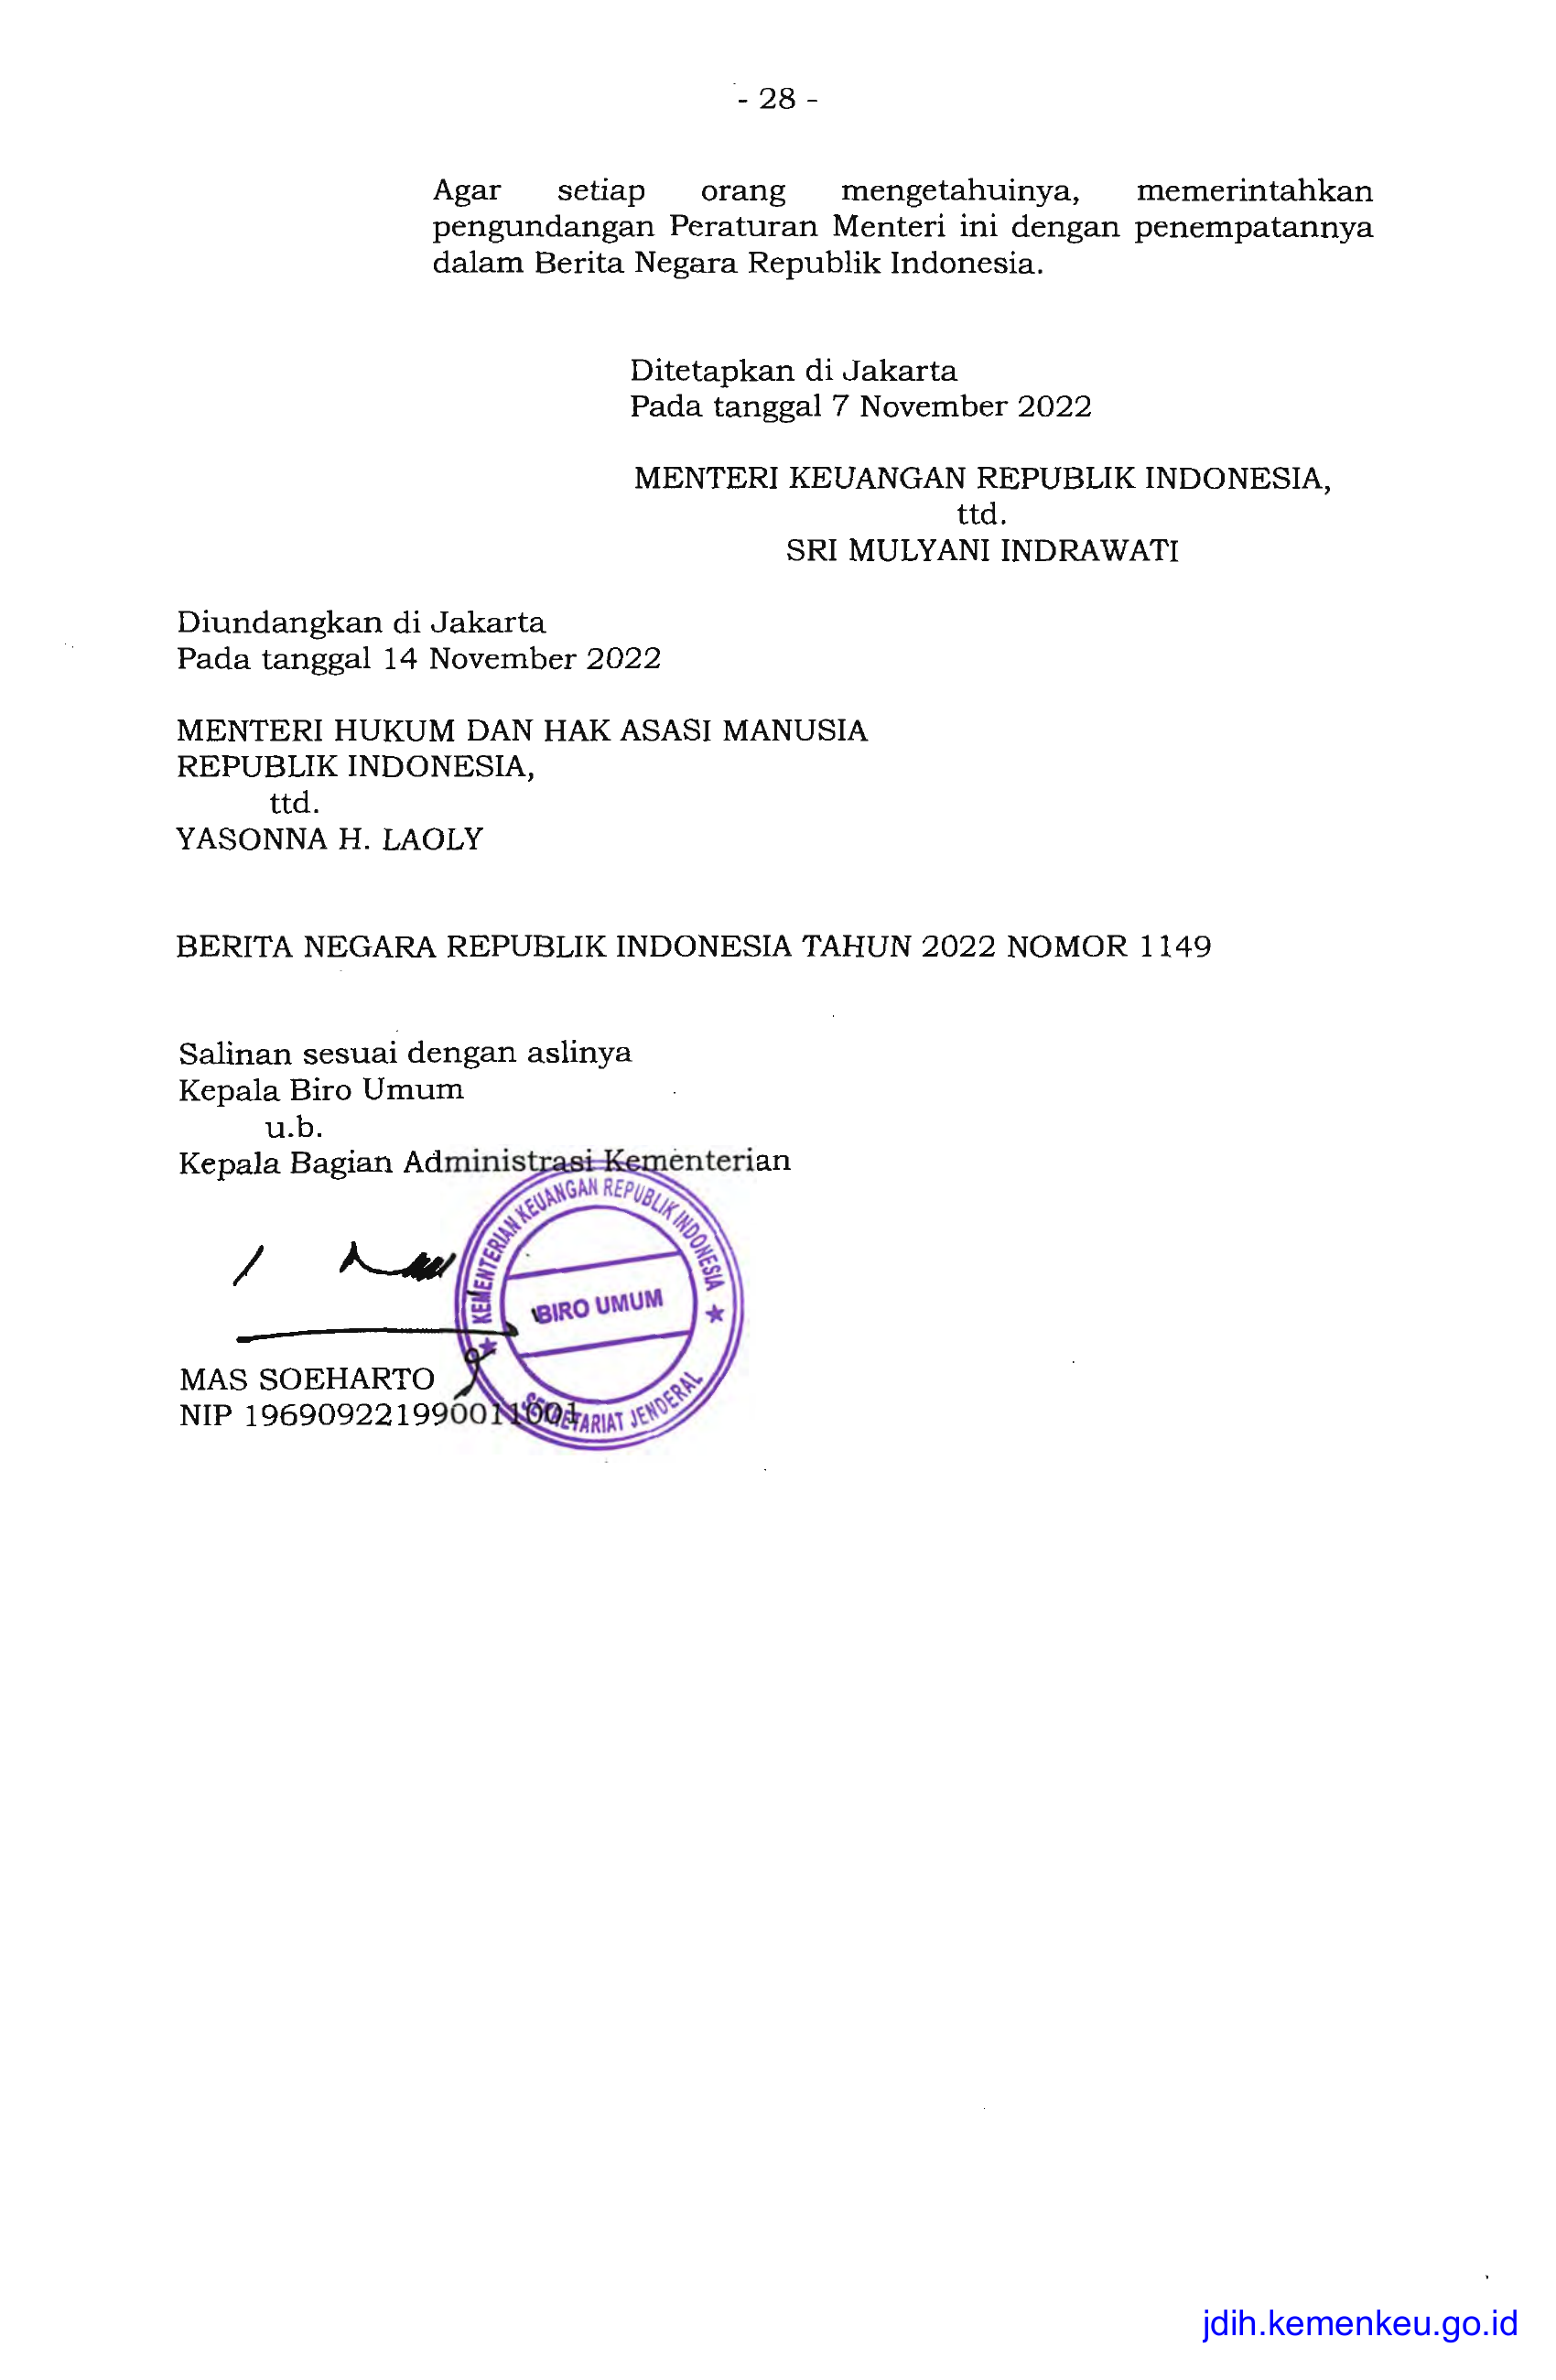 - 28 -
Agar setiap orang mengetahuinya, memerintahkan
pengundangan Peraturan Menteri ini dengan penempatannya
dalam Berita Negara Republik Indonesia.
Ditetapkan di Jakarta
Pada tanggal 7 November 2022
MENTERI KEUANGAN REPUBLIK INDONESIA,
ttd.
SRI MULYANI INDRAWATI
Diundangkan di Jakarta
Pada tanggal 14 November 2022
MENTERI HUKUM DAN HAK ASASI MANUSIA
REPUBLIK INDONESIA,
ttd.
YASONNA H. LAOLY
BERITA NEGARA REPUBLIK INDONESIA TAHUN 2022 NOMOR 1149
Salinan sesuai dengan aslinya
Kepala Biro Umum
u.b.
Kepala Bagian Administrasi Kementerian
KEMENTERIAN KEUANGAN REPUBLIK INDONESIA
BIRO UMUM
SEKRETARIAT JENDERAL
MAS SOEHARTO
NIP 196909221990011001
jdih.kemenkeu.go.id